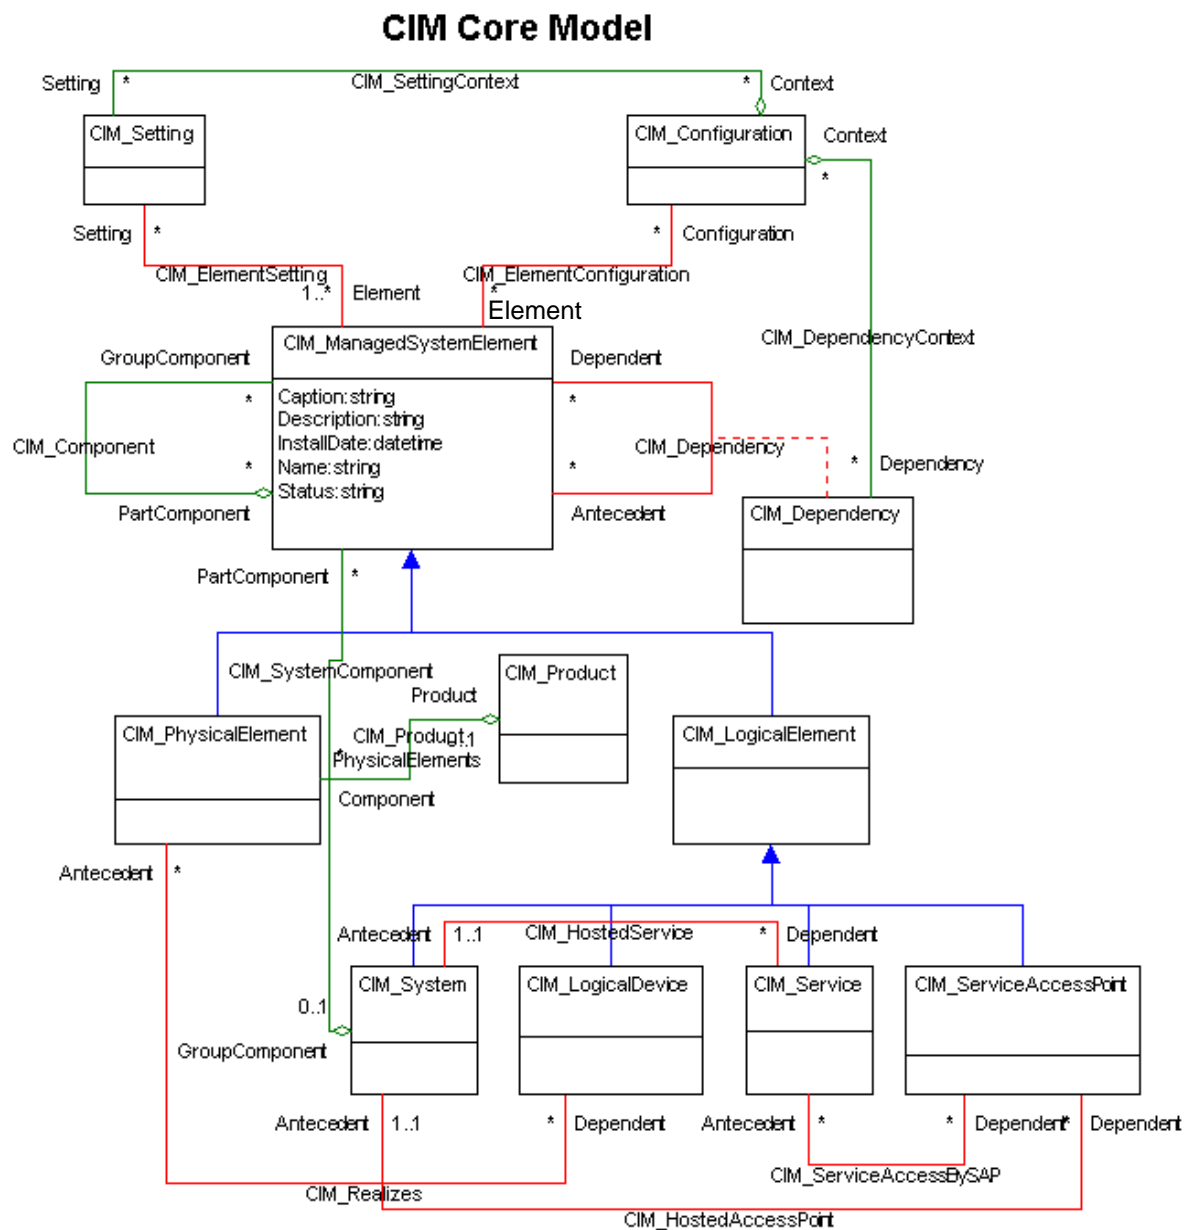 CIM Core Model
Setting * CIM_SettingContext * Context
CIM_Setting
CIM_Configuration
Context
*
Setting *
* Configuration
CIM_ElementSetting
CIM_ElementConfiguration
1..* Element
*
Element
CIM_ManagedSystemElement
CIM_DependencyContext
GroupComponent
Dependent
*
Caption:string
*
Description:string
InstallDate:datetime
CIM_Component
CIM_Dependency
*
Name:string
*
* Dependency
Status:string
PartComponent
Antecedent
CIM_Dependency
PartComponent *
CIM_SystemComponent
CIM_Product
Product
CIM_PhysicalElement
CIM_Product
0..1
PhysicalElements
*
CIM_LogicalElement
Component
Antecedent *
Antecedent 1..1 CIM_HostedService * Dependent
CIM_System
CIM_LogicalDevice
CIM_Service
CIM_ServiceAccessPoint
0..1
GroupComponent
Antecedent 1..1
* Dependent
Antecedent *
* Dependent
* Dependent
CIM_ServiceAccessBySAP
CIM_Realizes
CIM_HostedAccessPoint